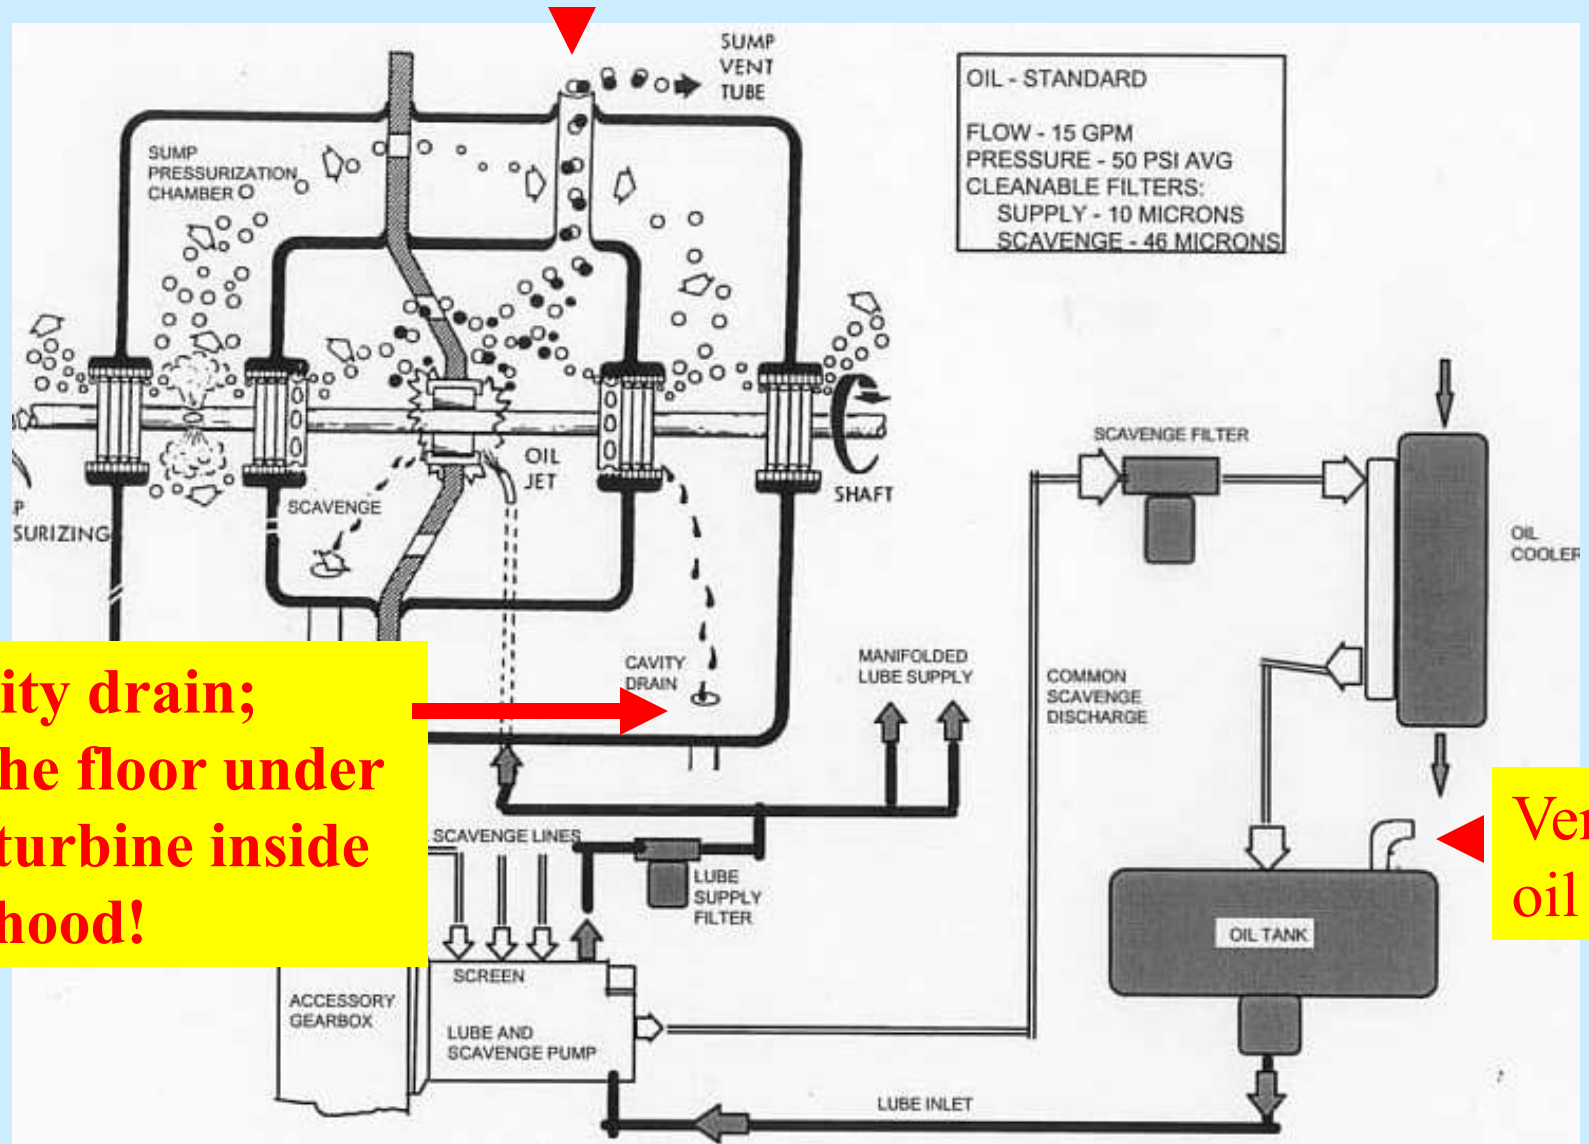 SUMP
VENT
TUBE
OIL - STANDARD
FLOW - 15 GPM
PRESSURE - 50 PSI AVG
CLEANABLE FILTERS:
SUPPLY - 10 MICRONS
SCAVENGE - 46 MICRONS
SUMP
PRESSURIZATION
CHAMBER
OIL
JET
SHAFT
SCAVENGE
P
SURIZING
SCAVENGE FILTER
OIL
COOLER
CAVITY
DRAIN
MANIFOLDED
LUBE SUPPLY
COMMON
SCAVENGE
DISCHARGE
ity drain;
he floor under
turbine inside
hood!
SCAVENGE LINES
LUBE
SUPPLY
FILTER
Ver
oil
OIL TANK
SCREEN
ACCESSORY
GEARBOX
LUBE AND
SCAVENGE PUMP
LUBE INLET